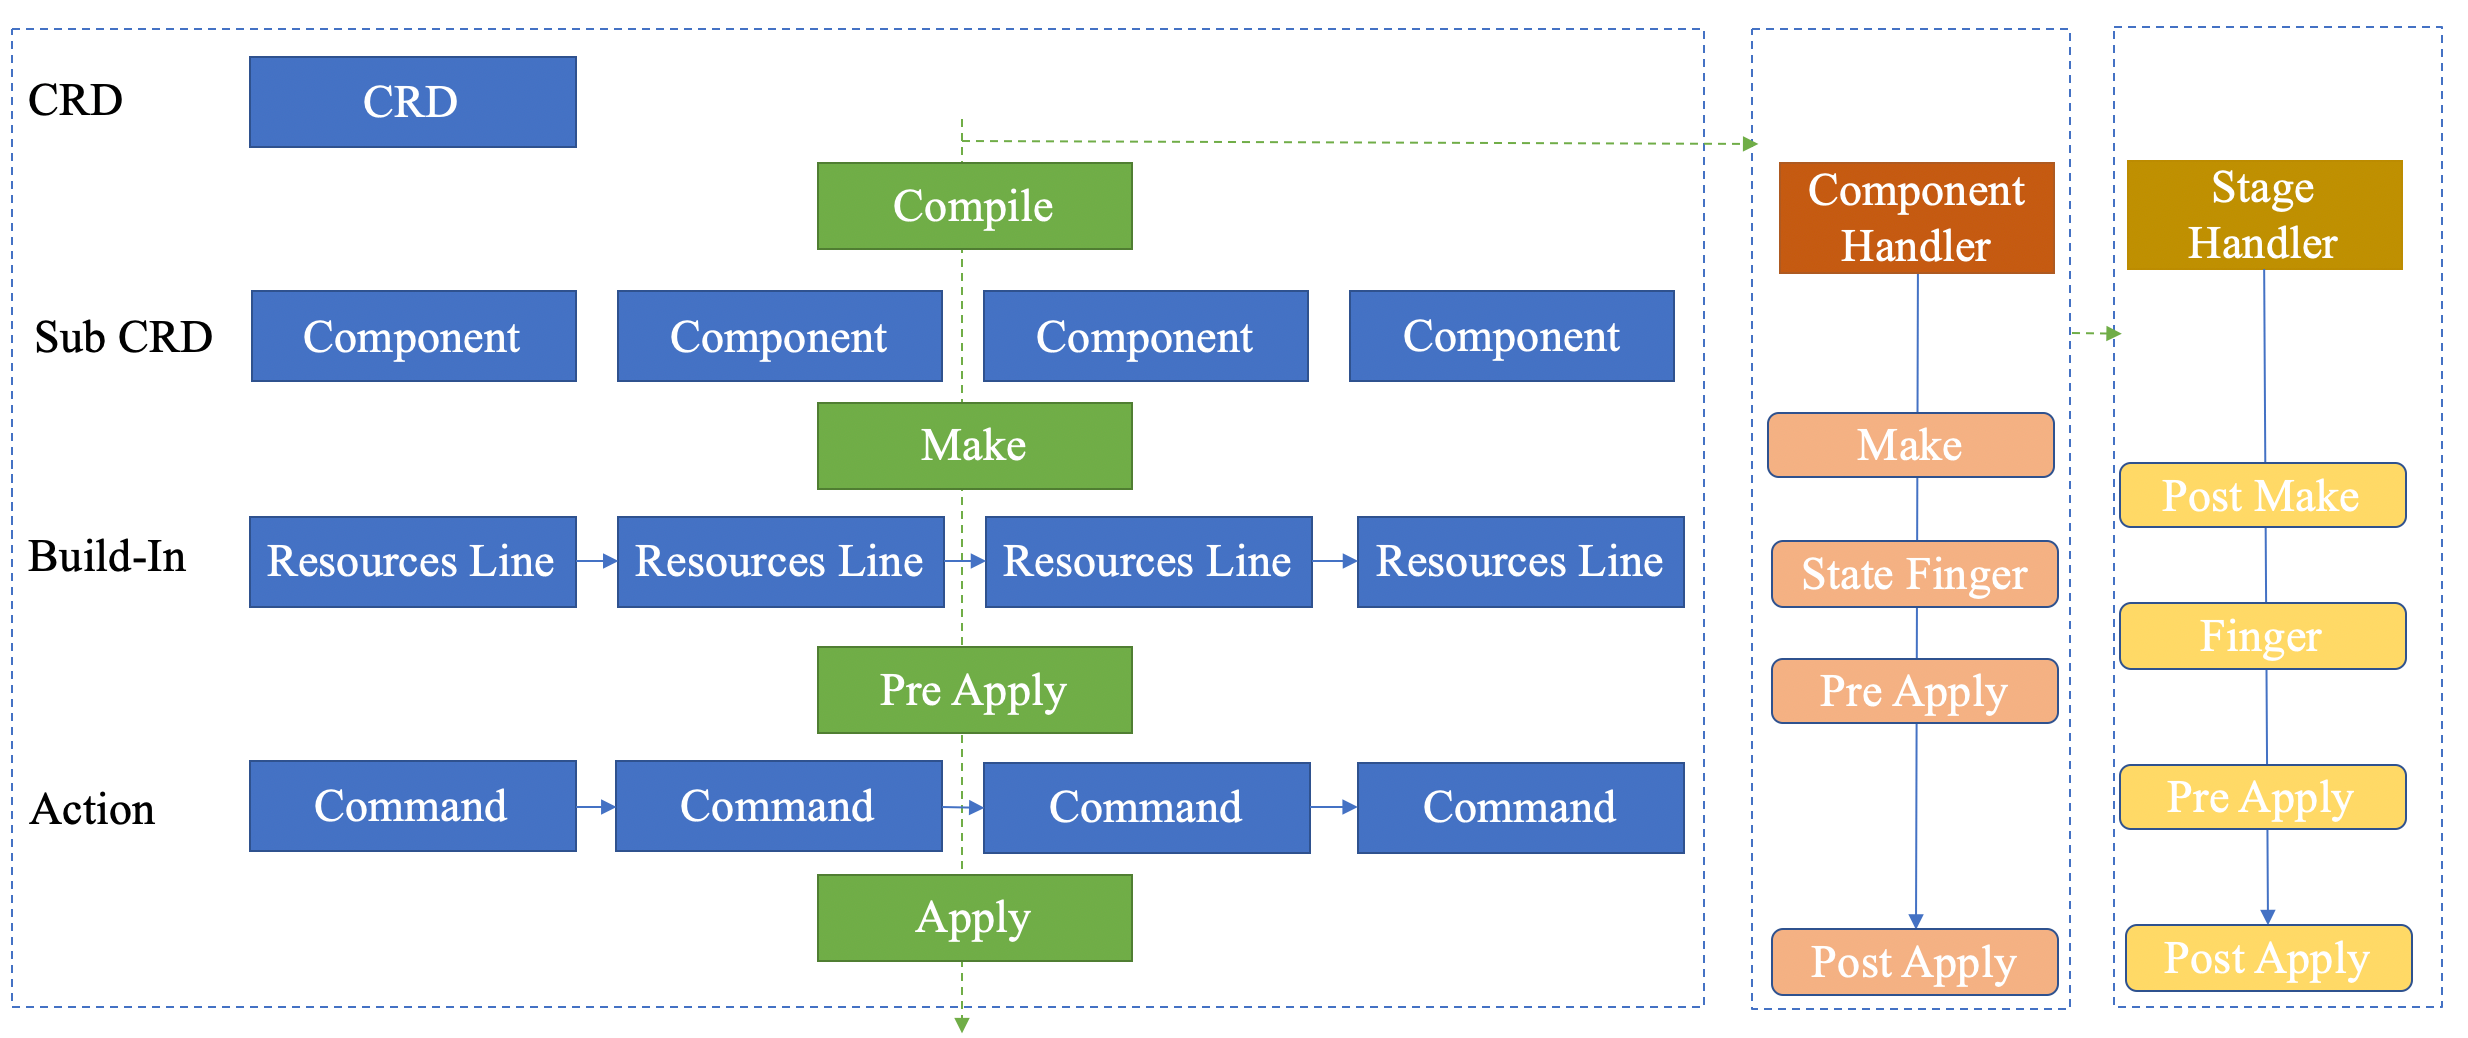 CRD
CRD
Compile
Sub CRD
Component
Component
Component
Component
Make
Build-In
Resources Line
Resources Line
Resources Line
Resources Line
Pre Apply
Action
Command
Command
Command
Command
Apply
Component
Handler
Make
State Finger
Pre Apply
Post Apply
Stage
Handler
Post Make
Finger
Pre Apply
Post Apply